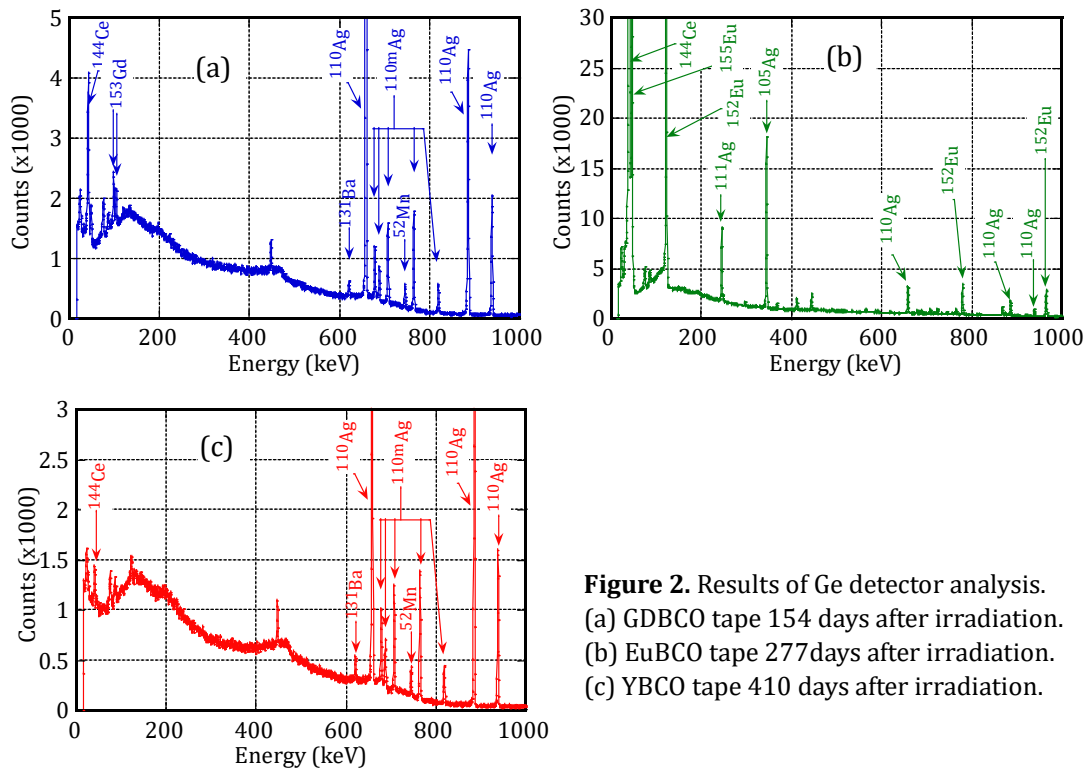 (a)
5
4
3
2
1
0
Counts (x1000)
0 200 400 600 800 1000
Energy (keV)
¹⁴⁴Ce
¹⁵³Gd
¹³¹Ba
¹¹⁰Ag
¹¹⁰ᵐAg
⁵²Mn
¹¹⁰Ag
¹¹⁰Ag
(b)
30
25
20
15
10
5
0
Counts (x1000)
0 200 400 600 800 1000
Energy (keV)
¹⁴⁴Ce
¹⁵⁵Eu
¹⁵²Eu
¹¹¹Ag
¹⁰⁵Ag
¹¹⁰Ag
¹⁵²Eu
¹¹⁰Ag
¹¹⁰Ag
¹⁵²Eu
(c)
3
2.5
2
1.5
1
0.5
0
Counts (x1000)
0 200 400 600 800 1000
Energy (keV)
¹⁴⁴Ce
¹³¹Ba
¹¹⁰Ag
¹¹⁰ᵐAg
⁵²Mn
¹¹⁰Ag
¹¹⁰Ag
Figure 2. Results of Ge detector analysis.
(a) GDBCO tape 154 days after irradiation.
(b) EuBCO tape 277days after irradiation.
(c) YBCO tape 410 days after irradiation.